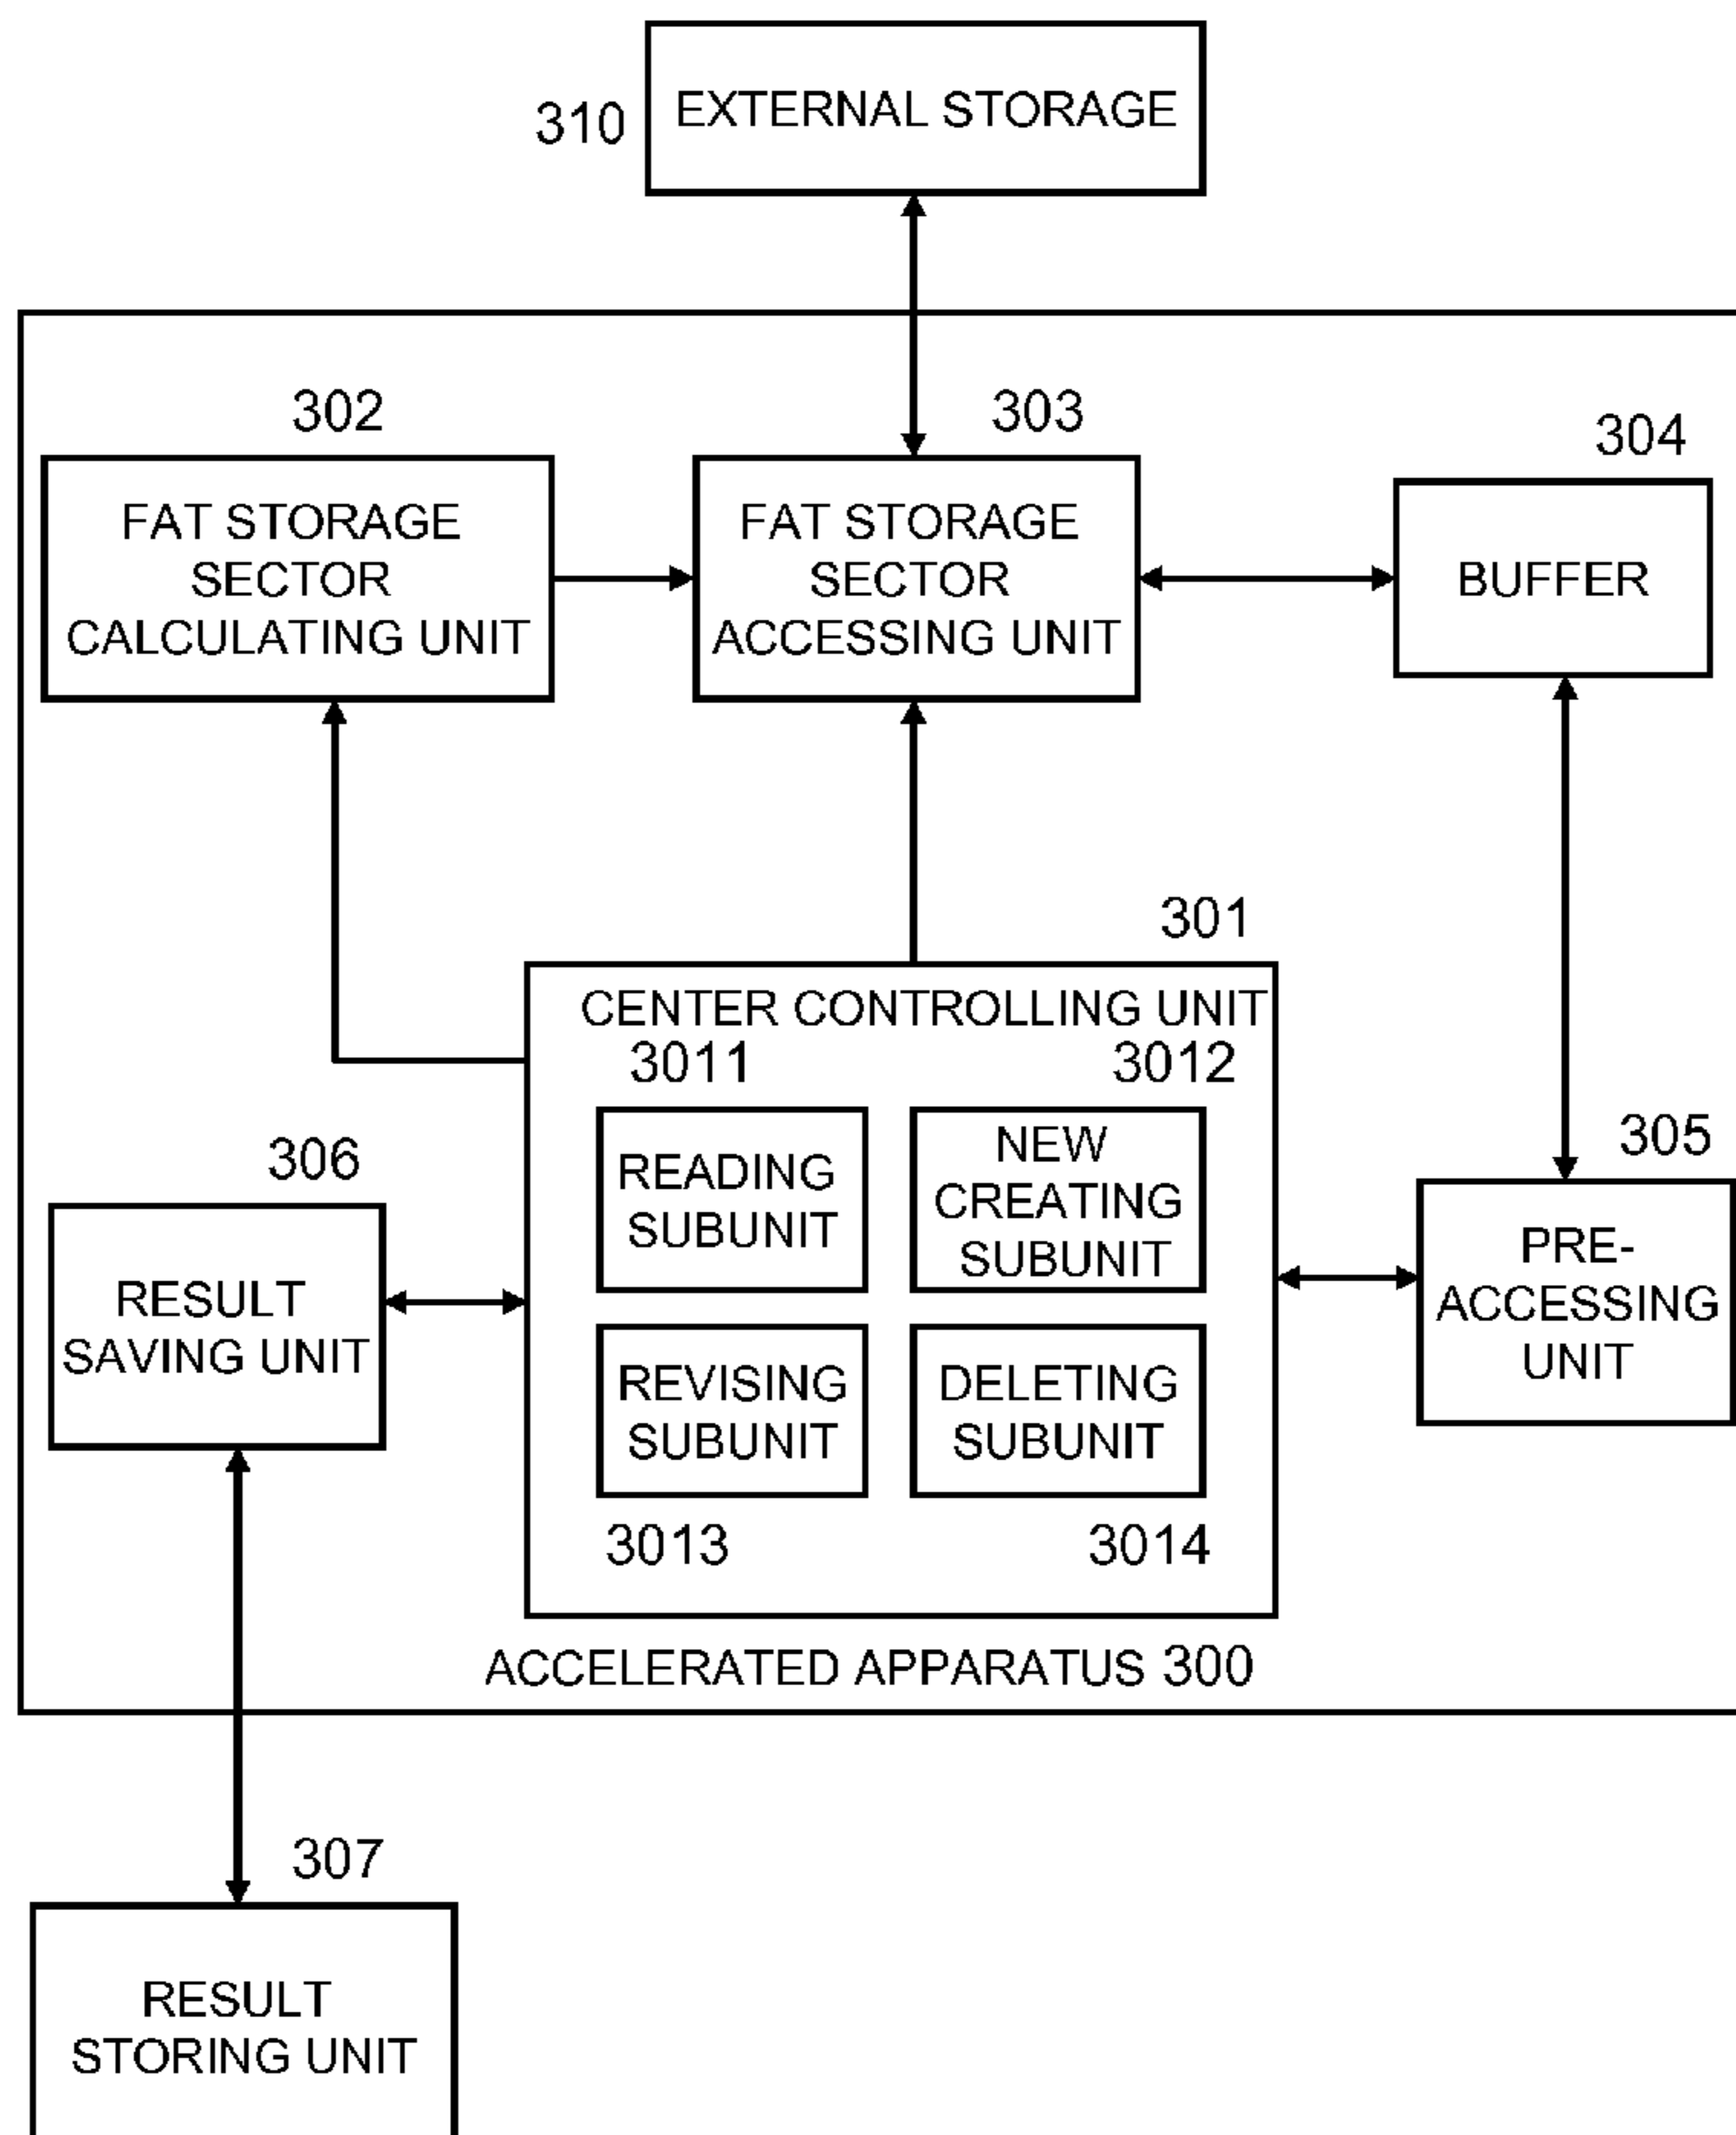 EXTERNAL STORAGE
310
302
303
304
FAT STORAGE
SECTOR
CALCULATING UNIT
FAT STORAGE
SECTOR
ACCESSING UNIT
BUFFER
301
CENTER CONTROLLING UNIT
3011
3012
READING
SUBUNIT
NEW
CREATING
SUBUNIT
306
305
RESULT
SAVING UNIT
PRE-
ACCESSING
UNIT
REVISING
SUBUNIT
DELETING
SUBUNIT
3013
3014
ACCELERATED APPARATUS 300
307
RESULT
STORING UNIT